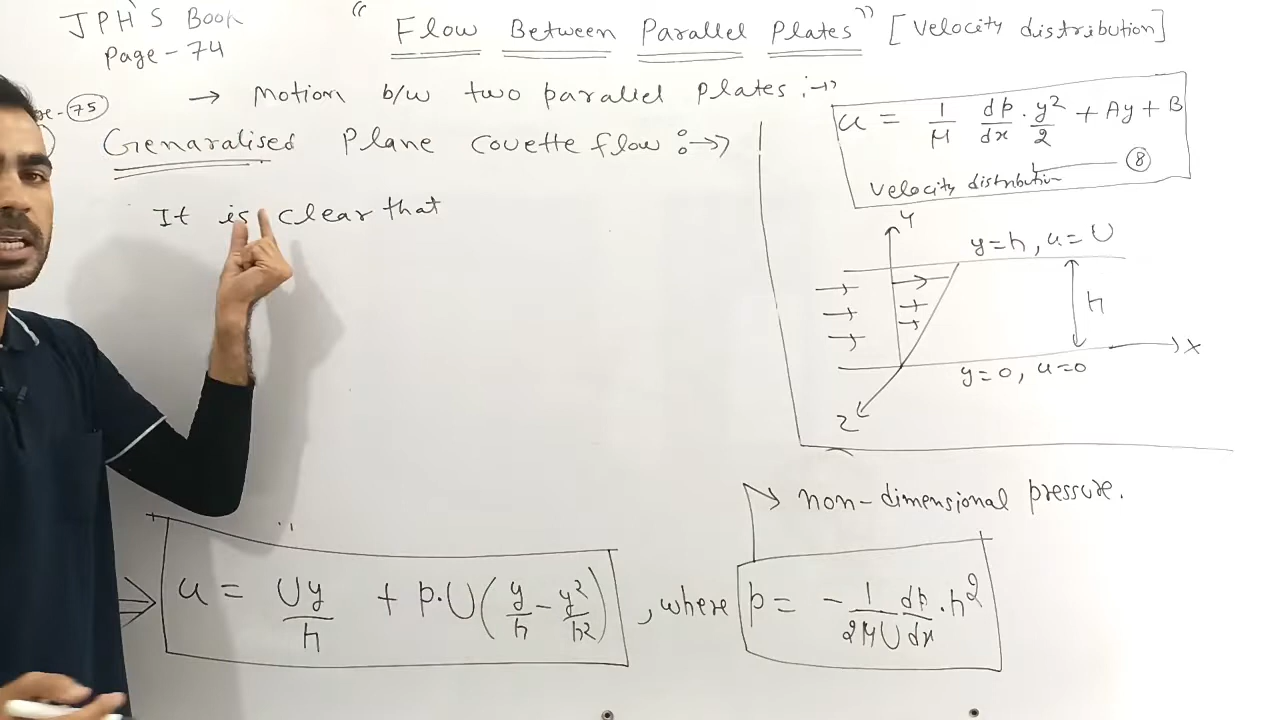 JPH'S Book
Page - 74
"Flow Between Parallel Plates" [Velocity distribution]
→ Motion b/w two parallel plates :→
75
Genaralised Plane Couette flow :→
It is clear that
u = 1/μ dp/dx · y²/2 + Ay + B
Velocity distribution ⑧
Y
y=h, u=U
h
X
y=0, u=0
Z
→ non-dimensional pressure.
⇒ u = Uy/h + p·U(y/h - y²/h²), where p = -1/2μU dp/dx · h²